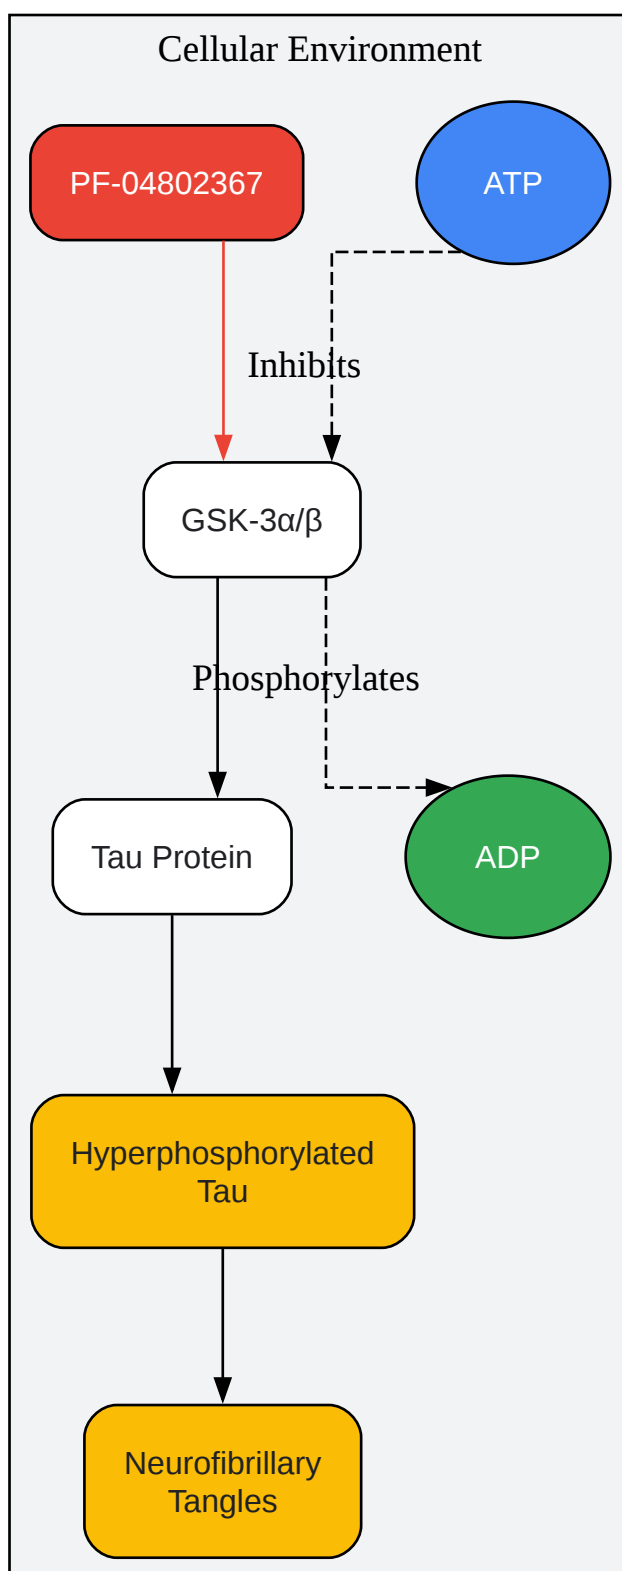 Cellular Environment
PF-04802367
ATP
Inhibits
GSK-3α/β
Phosphorylates
Tau Protein
ADP
Hyperphosphorylated
Tau
Neurofibrillary
Tangles